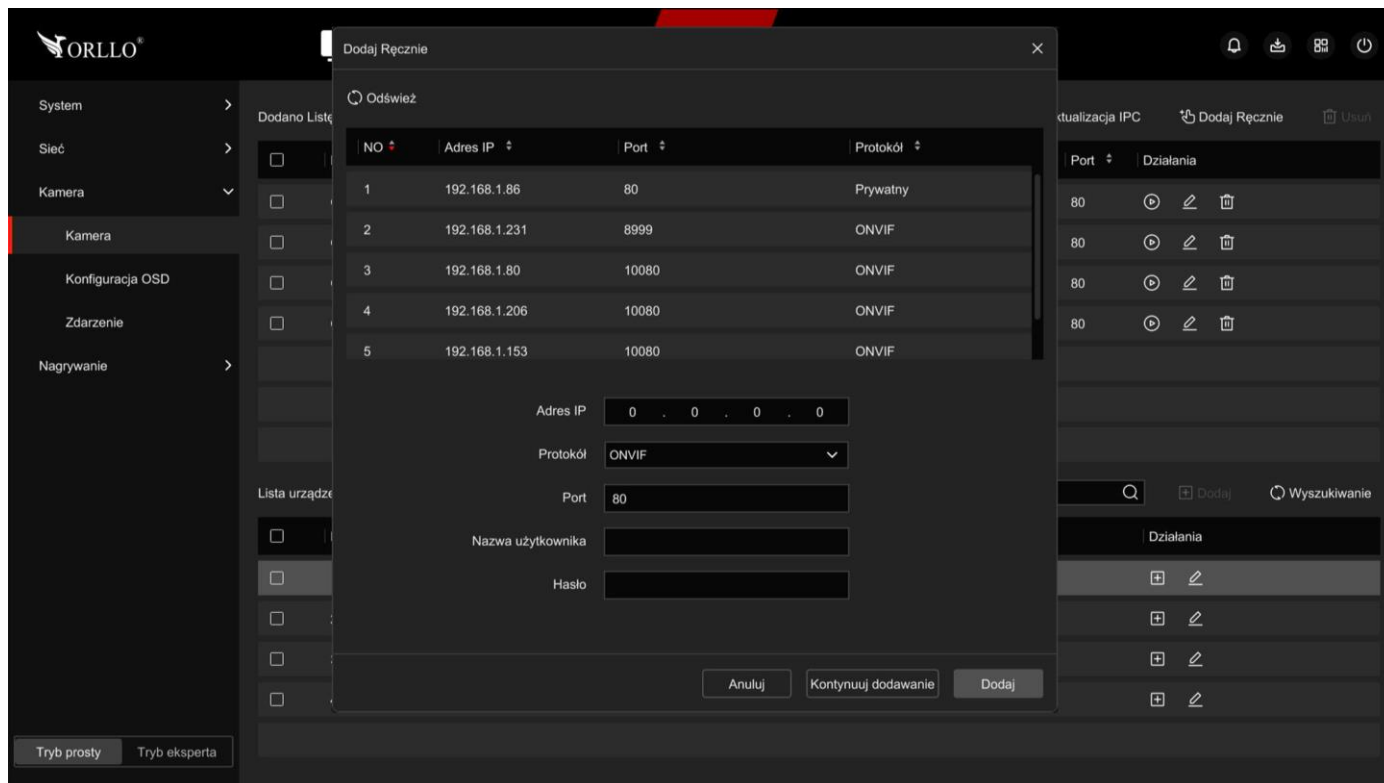 ORLLO®
Dodaj Ręcznie
Odśwież
System
Sieć
Kamera
Kamera
Konfiguracja OSD
Zdarzenie
Nagrywanie
Dodano Listę
Aktualizacja IPC Dodaj Ręcznie Usuń
NO Adres IP Port Protokół
1 192.168.1.86 80 Prywatny
2 192.168.1.231 8999 ONVIF
3 192.168.1.80 10080 ONVIF
4 192.168.1.206 10080 ONVIF
5 192.168.1.153 10080 ONVIF
Port Działania
80
80
80
80
Adres IP 0 . 0 . 0 . 0
Protokół ONVIF
Port 80
Nazwa użytkownika
Hasło
Anuluj Kontynuuj dodawanie Dodaj
Lista
Dodaj Wyszukiwanie
Działania
Tryb prosty Tryb eksperta